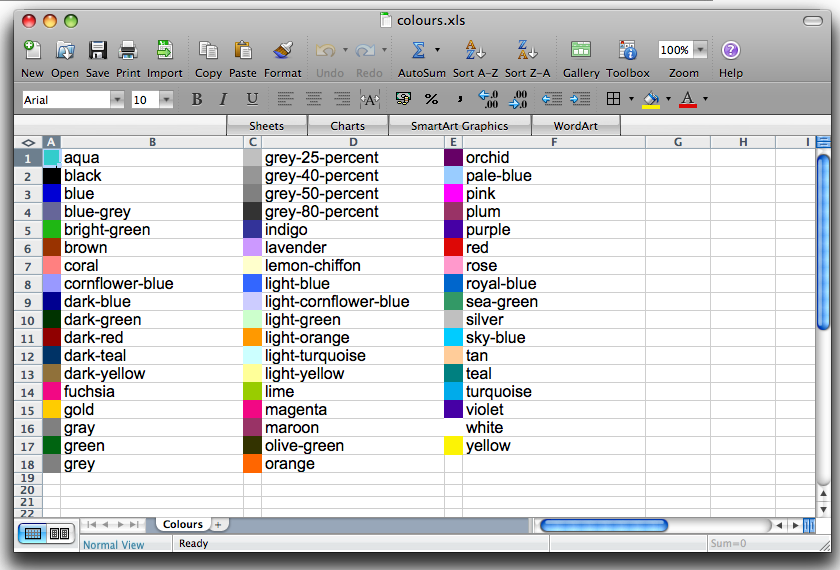 colours.xls
New Open Save Print Import Copy Paste Format Undo Redo AutoSum Sort A-Z Sort Z-A Gallery Toolbox Zoom Help
100%
Arial 10 B I U
Sheets Charts SmartArt Graphics WordArt
A B C D E F G H I
1 aqua grey-25-percent orchid
2 black grey-40-percent pale-blue
3 blue grey-50-percent pink
4 blue-grey grey-80-percent plum
5 bright-green indigo purple
6 brown lavender red
7 coral lemon-chiffon rose
8 cornflower-blue light-blue royal-blue
9 dark-blue light-cornflower-blue sea-green
10 dark-green light-green silver
11 dark-red light-orange sky-blue
12 dark-teal light-turquoise tan
13 dark-yellow light-yellow teal
14 fuchsia lime turquoise
15 gold magenta violet
16 gray maroon white
17 green olive-green yellow
18 grey orange
19
20
21
22
Colours
Normal View Ready Sum=0